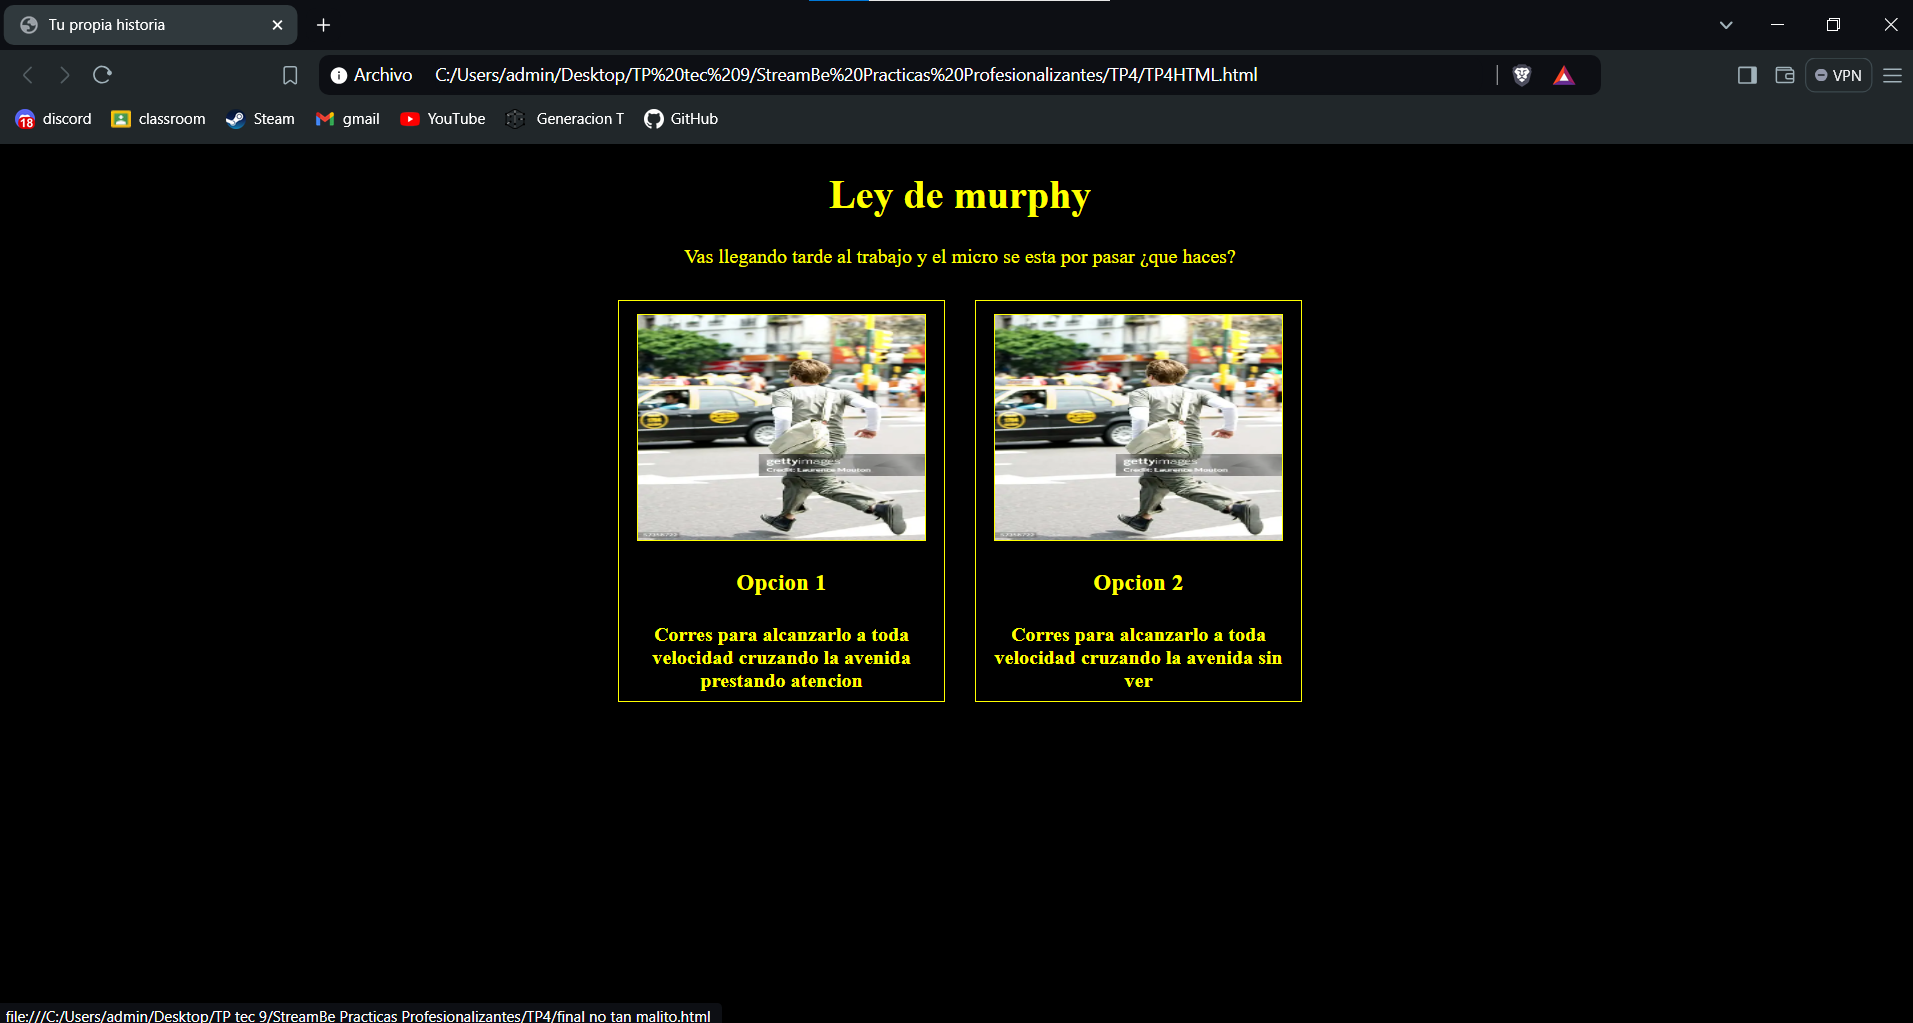 Tu propia historia
Archivo C:/Users/admin/Desktop/TP%20tec%209/StreamBe%20Practicas%20Profesionalizantes/TP4/TP4HTML.html
VPN
18 discord classroom Steam gmail YouTube Generacion T GitHub
Ley de murphy
Vas llegando tarde al trabajo y el micro se esta por pasar ¿que haces?
gettyimages
Credit: Laurence Mouton
gettyimages
Credit: Laurence Mouton
Opcion 1
Corres para alcanzarlo a toda
velocidad cruzando la avenida
prestando atencion
Opcion 2
Corres para alcanzarlo a toda
velocidad cruzando la avenida sin
ver
file:///C:/Users/admin/Desktop/TP tec 9/StreamBe Practicas Profesionalizantes/TP4/final no tan malito.html